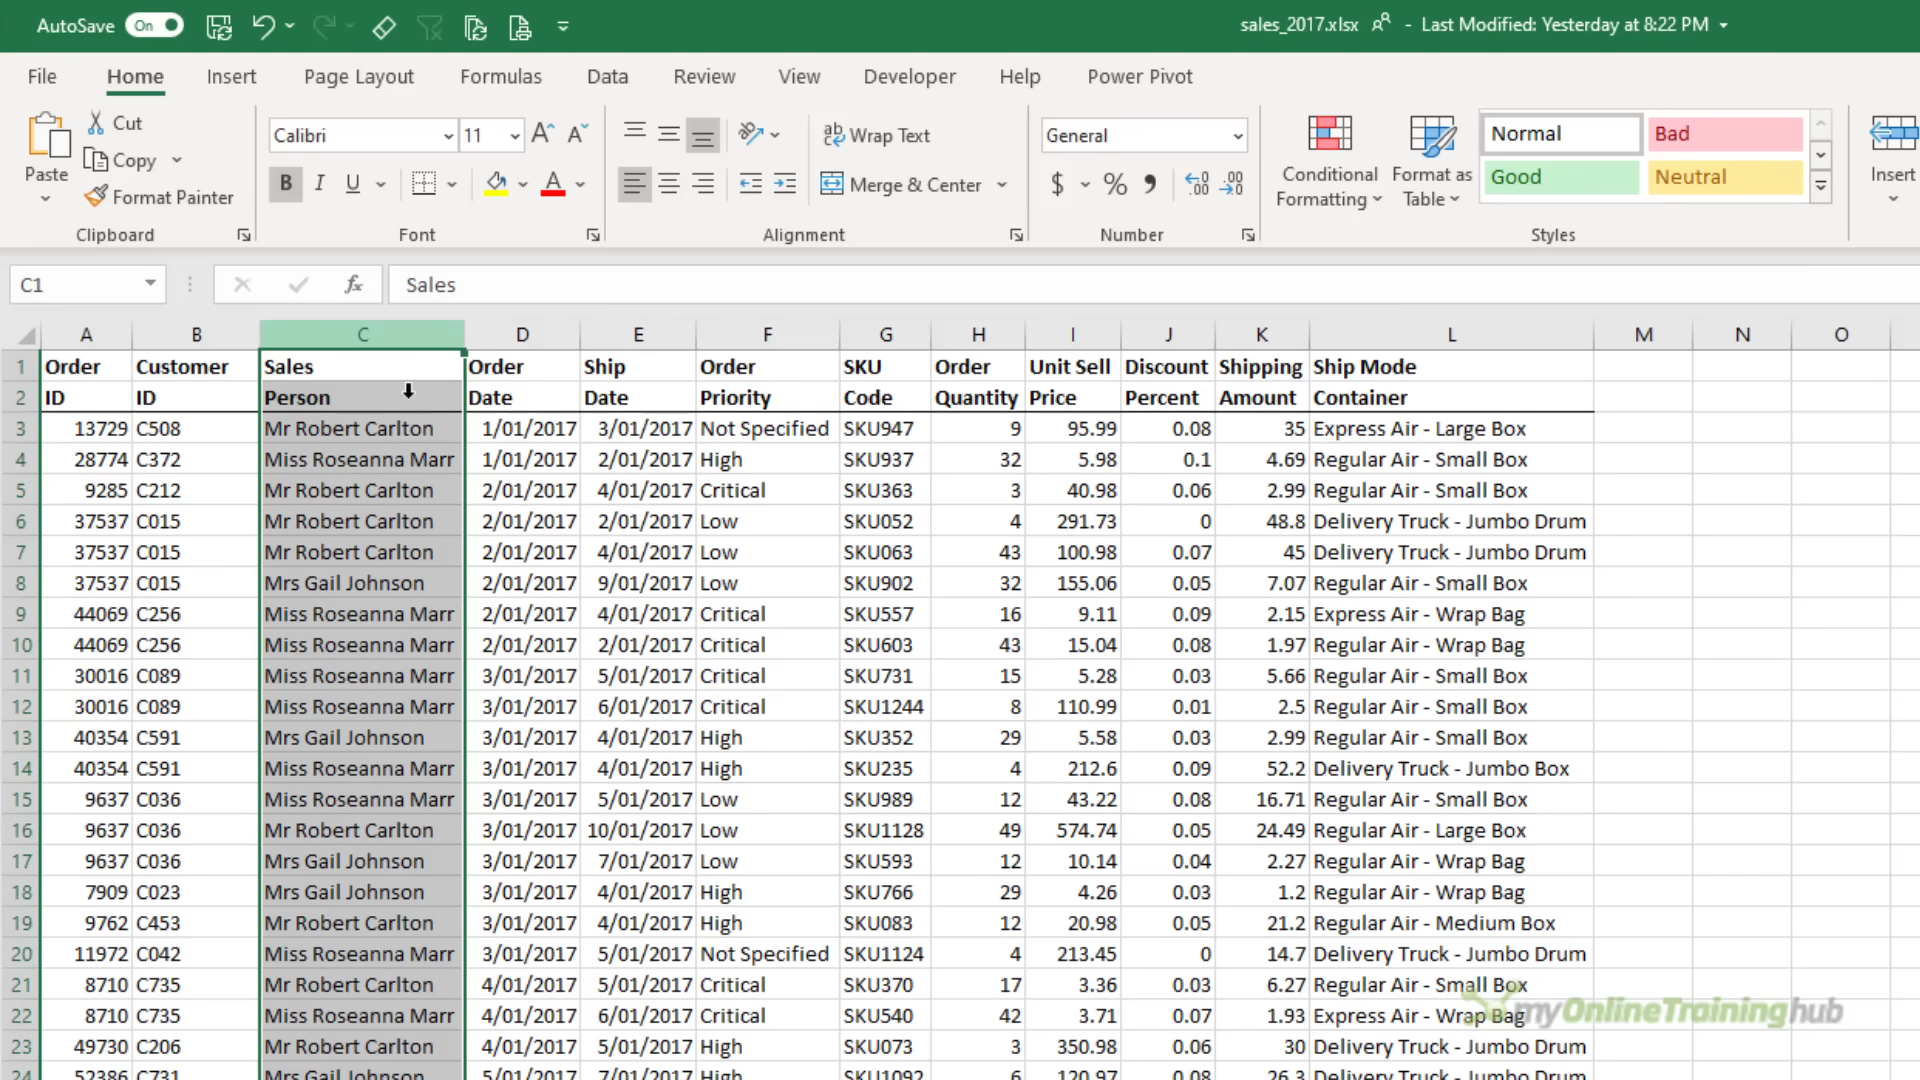 AutoSave On sales_2017.xlsx - Last Modified: Yesterday at 8:22 PM
File Home Insert Page Layout Formulas Data Review View Developer Help Power Pivot
Paste Cut Copy Format Painter Clipboard
Calibri 11 B I U Font
ab Wrap Text Merge & Center Alignment
General $ % Number
Conditional Formatting Format as Table Normal Bad Good Neutral Styles
Insert
C1 fx Sales
A B C D E F G H I J K L M N O
1 Order Customer Sales Order Ship Order SKU Order Unit Sell Discount Shipping Ship Mode
2 ID ID Person Date Date Priority Code Quantity Price Percent Amount Container
3 13729 C508 Mr Robert Carlton 1/01/2017 3/01/2017 Not Specified SKU947 9 95.99 0.08 35 Express Air - Large Box
4 28774 C372 Miss Roseanna Marr 1/01/2017 2/01/2017 High SKU937 32 5.98 0.1 4.69 Regular Air - Small Box
5 9285 C212 Mr Robert Carlton 2/01/2017 4/01/2017 Critical SKU363 3 40.98 0.06 2.99 Regular Air - Small Box
6 37537 C015 Mr Robert Carlton 2/01/2017 2/01/2017 Low SKU052 4 291.73 0 48.8 Delivery Truck - Jumbo Drum
7 37537 C015 Mr Robert Carlton 2/01/2017 4/01/2017 Low SKU063 43 100.98 0.07 45 Delivery Truck - Jumbo Drum
8 37537 C015 Mrs Gail Johnson 2/01/2017 9/01/2017 Low SKU902 32 155.06 0.05 7.07 Regular Air - Small Box
9 44069 C256 Miss Roseanna Marr 2/01/2017 4/01/2017 Critical SKU557 16 9.11 0.09 2.15 Express Air - Wrap Bag
10 44069 C256 Miss Roseanna Marr 2/01/2017 2/01/2017 Critical SKU603 43 15.04 0.08 1.97 Regular Air - Wrap Bag
11 30016 C089 Miss Roseanna Marr 3/01/2017 5/01/2017 Critical SKU731 15 5.28 0.03 5.66 Regular Air - Small Box
12 30016 C089 Miss Roseanna Marr 3/01/2017 6/01/2017 Critical SKU1244 8 110.99 0.01 2.5 Regular Air - Small Box
13 40354 C591 Mrs Gail Johnson 3/01/2017 4/01/2017 High SKU352 29 5.58 0.03 2.99 Regular Air - Small Box
14 40354 C591 Miss Roseanna Marr 3/01/2017 4/01/2017 High SKU235 4 212.6 0.09 52.2 Delivery Truck - Jumbo Box
15 9637 C036 Miss Roseanna Marr 3/01/2017 5/01/2017 Low SKU989 12 43.22 0.08 16.71 Regular Air - Small Box
16 9637 C036 Mr Robert Carlton 3/01/2017 10/01/2017 Low SKU1128 49 574.74 0.05 24.49 Regular Air - Large Box
17 9637 C036 Mrs Gail Johnson 3/01/2017 7/01/2017 Low SKU593 12 10.14 0.04 2.27 Regular Air - Wrap Bag
18 7909 C023 Mrs Gail Johnson 3/01/2017 4/01/2017 High SKU766 29 4.26 0.03 1.2 Regular Air - Wrap Bag
19 9762 C453 Mr Robert Carlton 3/01/2017 4/01/2017 High SKU083 12 20.98 0.05 21.2 Regular Air - Medium Box
20 11972 C042 Miss Roseanna Marr 3/01/2017 5/01/2017 Not Specified SKU1124 4 213.45 0 14.7 Delivery Truck - Jumbo Drum
21 8710 C735 Mr Robert Carlton 4/01/2017 5/01/2017 Critical SKU370 17 3.36 0.03 6.27 Regular Air - Small Box
22 8710 C735 Miss Roseanna Marr 4/01/2017 6/01/2017 Critical SKU540 42 3.71 0.07 1.93 Express Air - Wrap Bag
myOnlineTraininghub
23 49730 C206 Mr Robert Carlton 4/01/2017 5/01/2017 High SKU073 3 350.98 0.06 30 Delivery Truck - Jumbo Drum
24 52386 C731 Mrs Gail Johnson 5/01/2017 7/01/2017 High SKU1092 6 120.97 0.08 26.3 Delivery Truck - Jumbo Drum